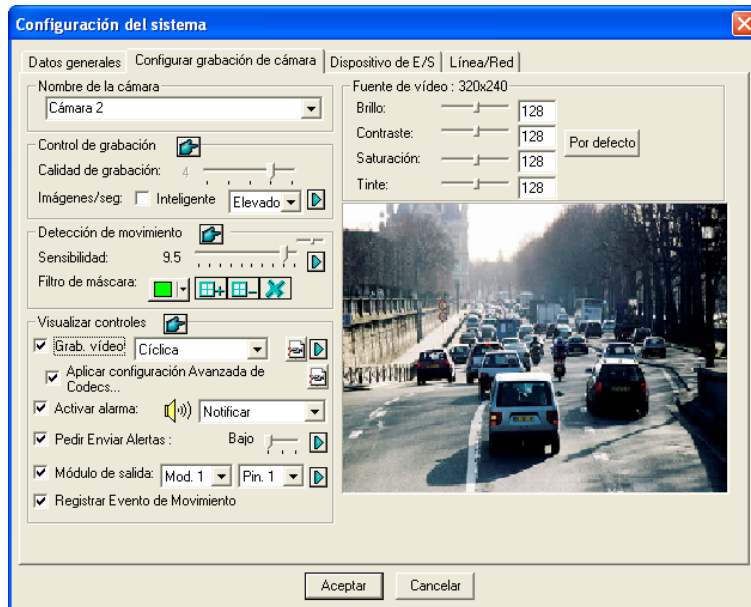 Configuración del sistema
Datos generales
Configurar grabación de cámara
Dispositivo de E/S
Línea/Red
Nombre de la cámara
Cámara 2
Control de grabación
Calidad de grabación: 4
Imágenes/seg: Inteligente Elevado
Detección de movimiento
Sensibilidad: 9.5
Filtro de máscara:
Visualizar controles
Grab. vídeo Cíclica
Aplicar configuración Avanzada de
Codecs...
Activar alarma: Notificar
Pedir Enviar Alertas : Bajo
Módulo de salida: Mod. 1 Pin. 1
Registrar Evento de Movimiento
Fuente de vídeo : 320x240
Brillo: 128
Contraste: 128
Saturación: 128
Tinte: 128
Por defecto
Aceptar
Cancelar